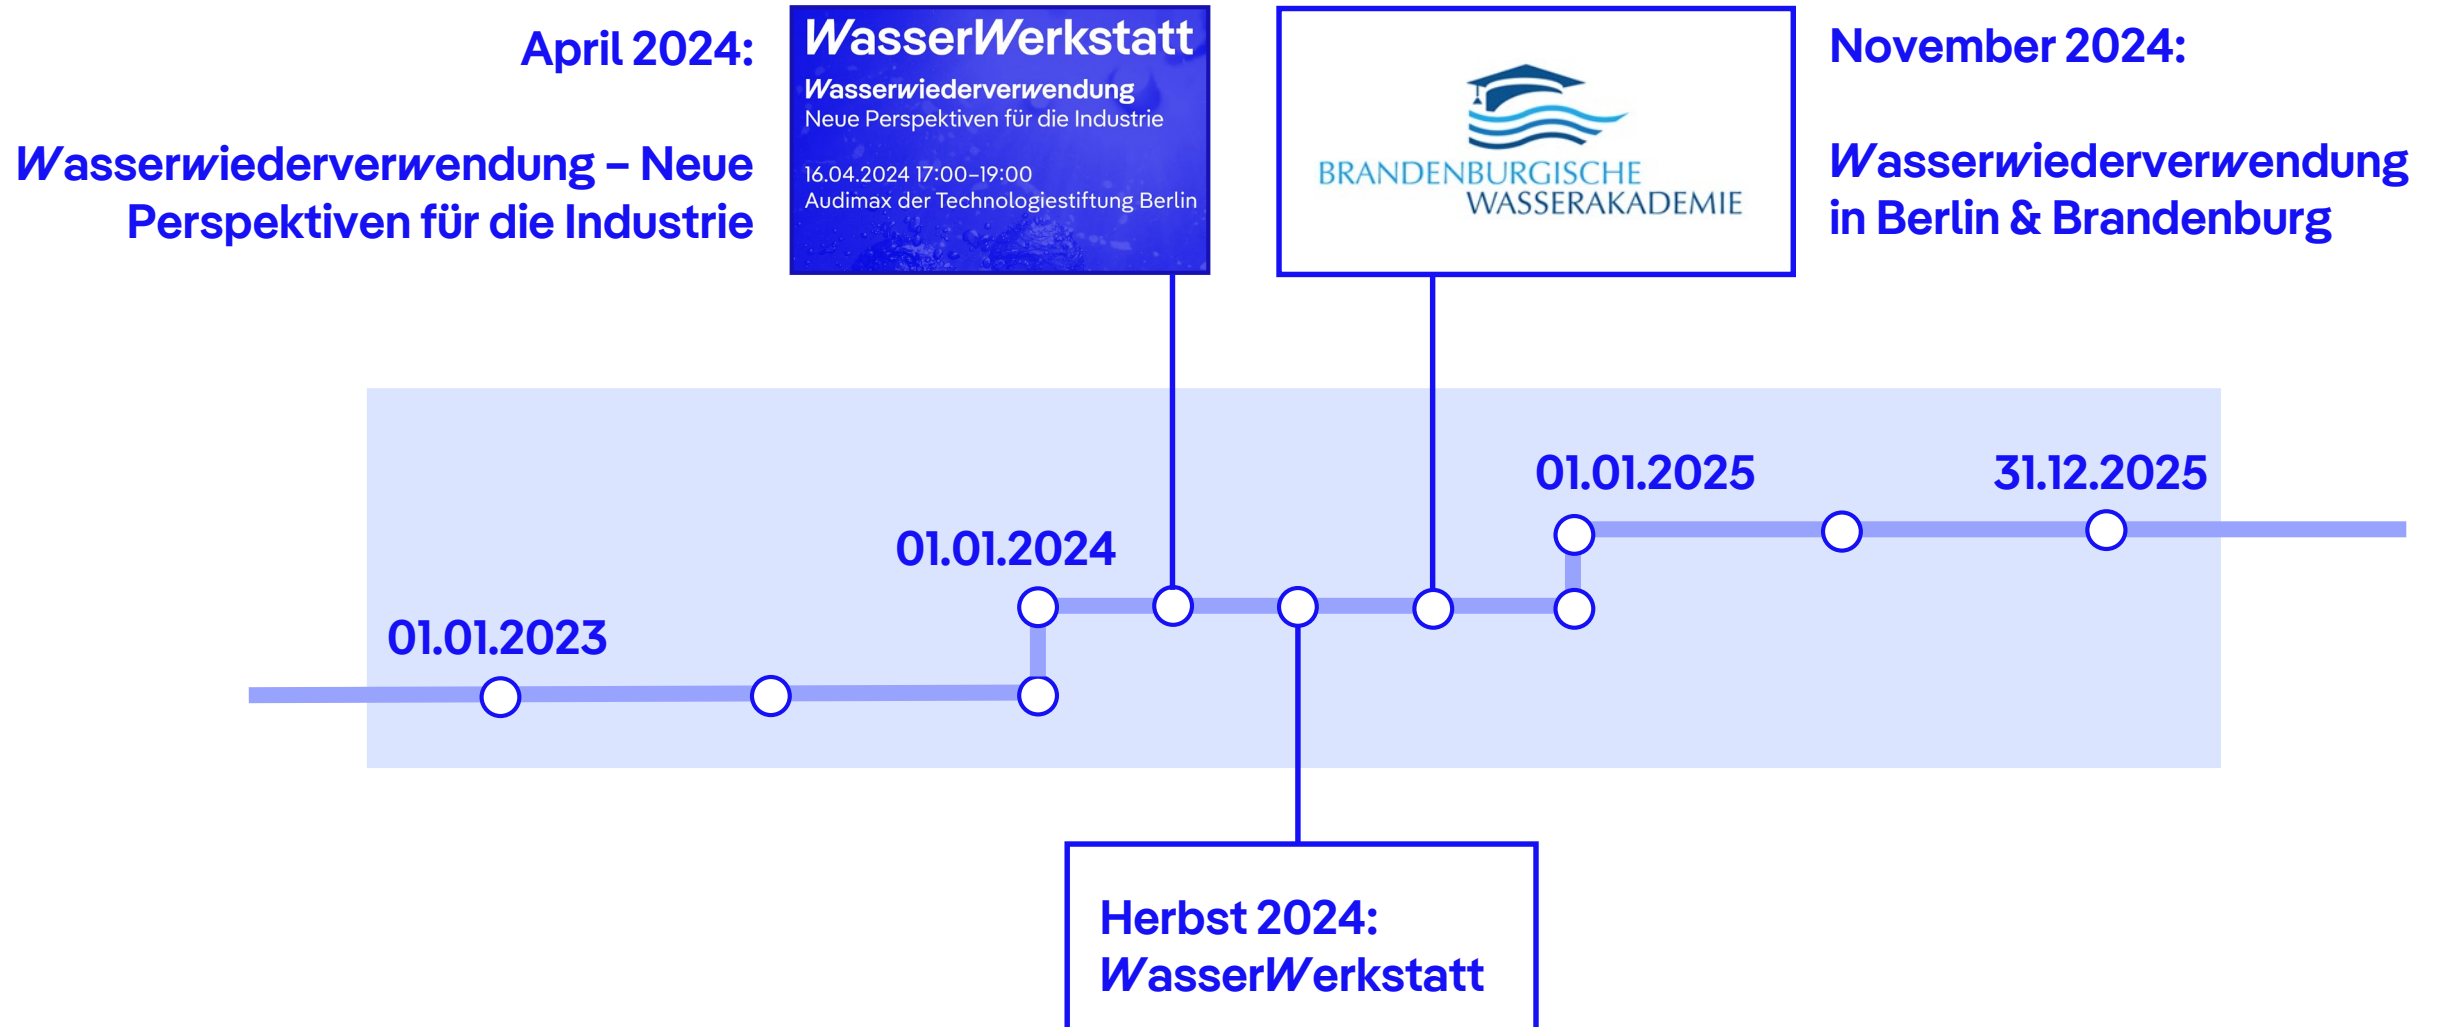 April 2024:
Wasserwiederverwendung – Neue
Perspektiven für die Industrie
WasserWerkstatt
Wasserwiederverwendung
Neue Perspektiven für die Industrie
16.04.2024 17:00–19:00
Audimax der Technologiestiftung Berlin
BRANDENBURGISCHE
WASSERAKADEMIE
November 2024:
Wasserwiederverwendung
in Berlin & Brandenburg
01.01.2023
01.01.2024
01.01.2025
31.12.2025
Herbst 2024:
WasserWerkstatt